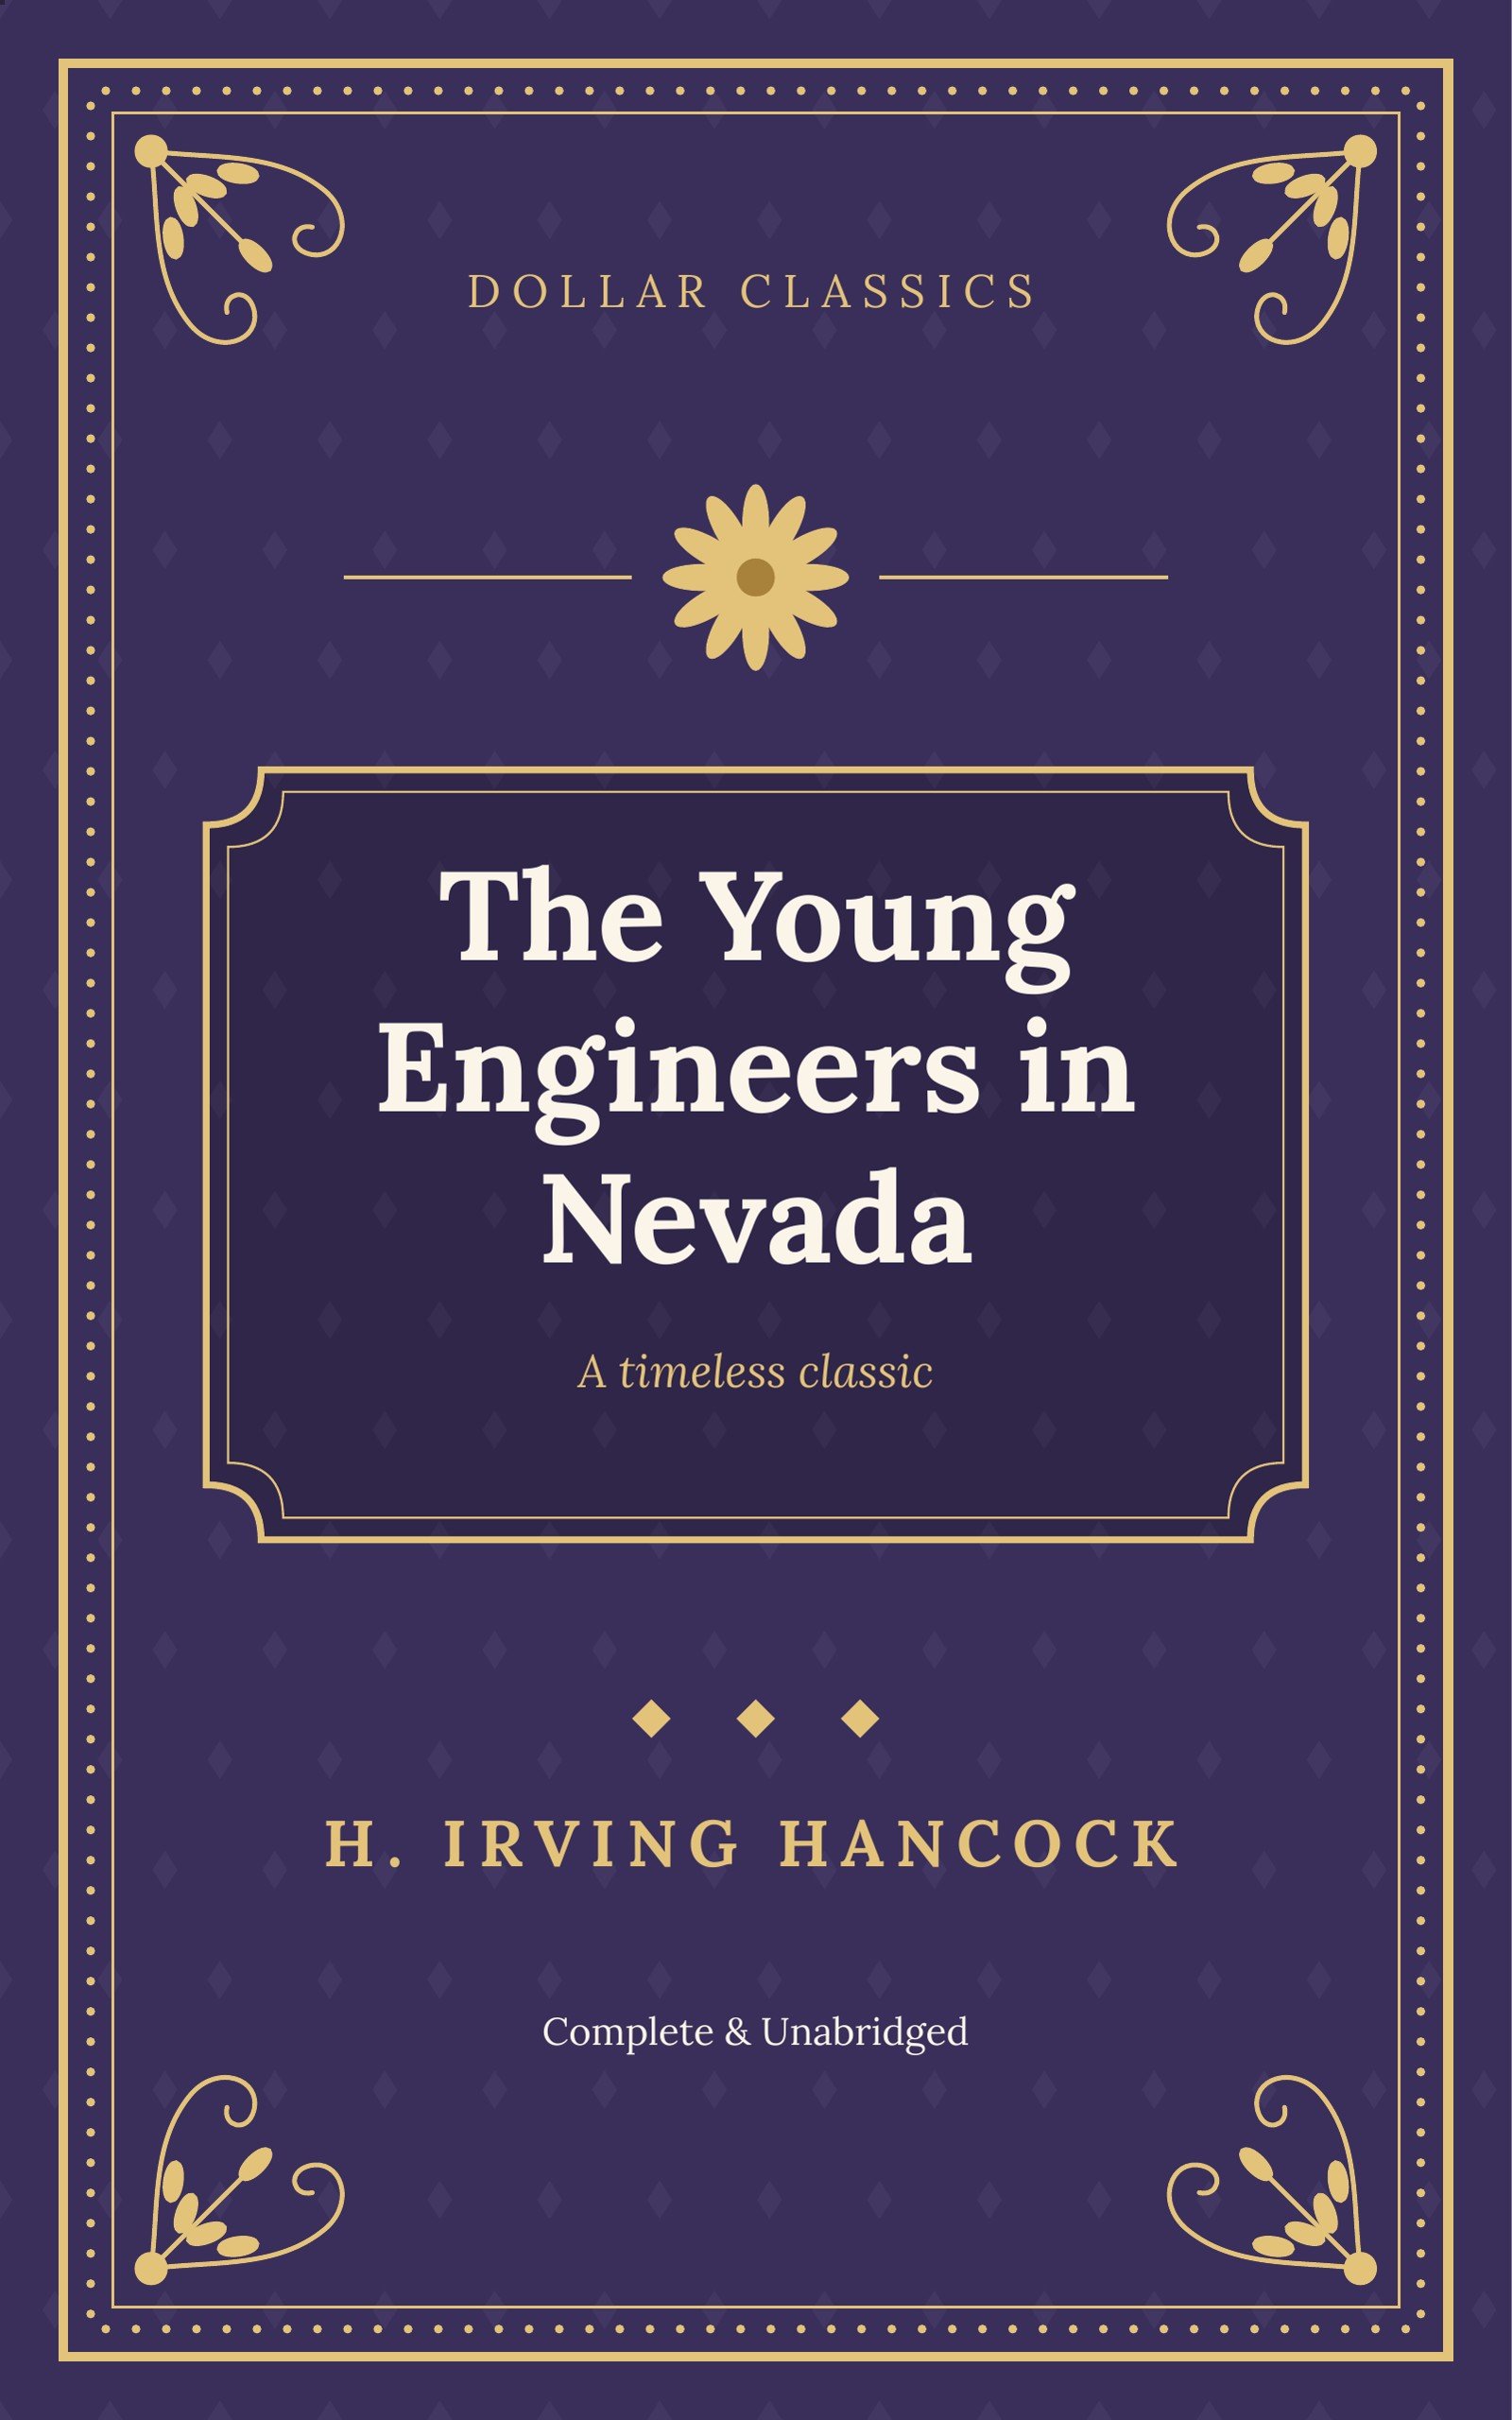 DOLLAR CLASSICS
The Young
Engineers in
Nevada
A timeless classic
H. IRVING HANCOCK
Complete & Unabridged